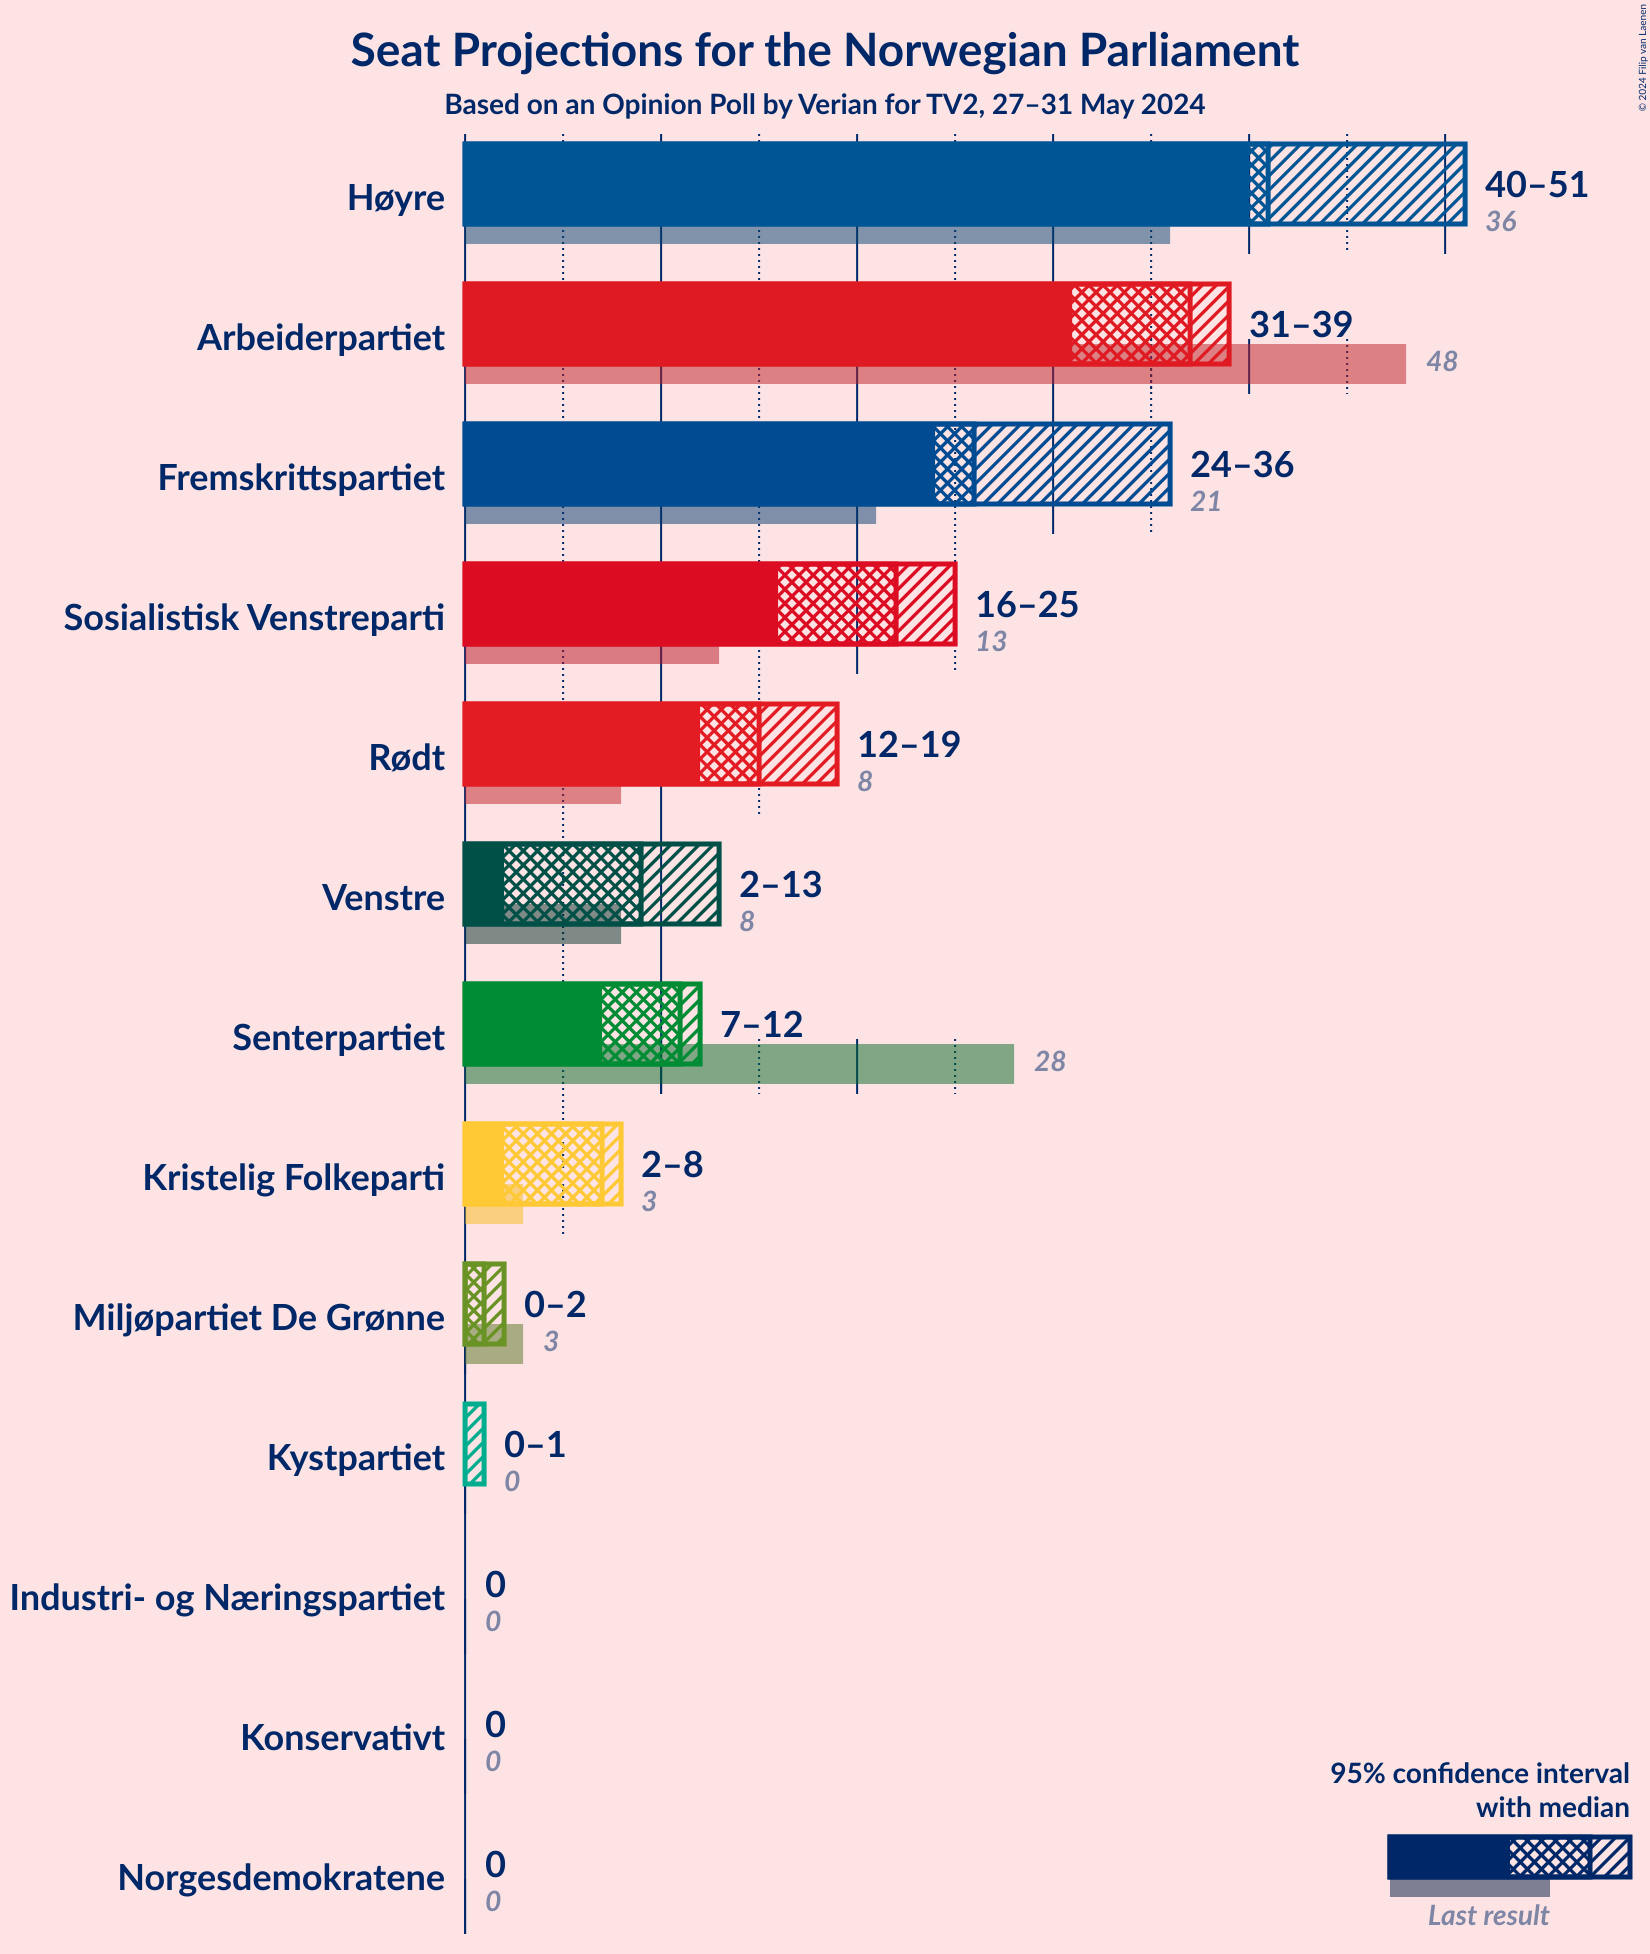 Seat Projections for the Norwegian Parliament
Based on an Opinion Poll by Verian for TV2, 27–31 May 2024
© 2024 Filip van Laenen
Høyre
40–51
36
Arbeiderpartiet
31–39
48
Fremskrittspartiet
24–36
21
Sosialistisk Venstreparti
16–25
13
Rødt
12–19
8
Venstre
2–13
8
Senterpartiet
7–12
28
Kristelig Folkeparti
2–8
3
Miljøpartiet De Grønne
0–2
3
Kystpartiet
0–1
0
Industri- og Næringspartiet
0
0
Konservativt
0
0
Norgesdemokratene
0
0
95% confidence interval
with median
Last result